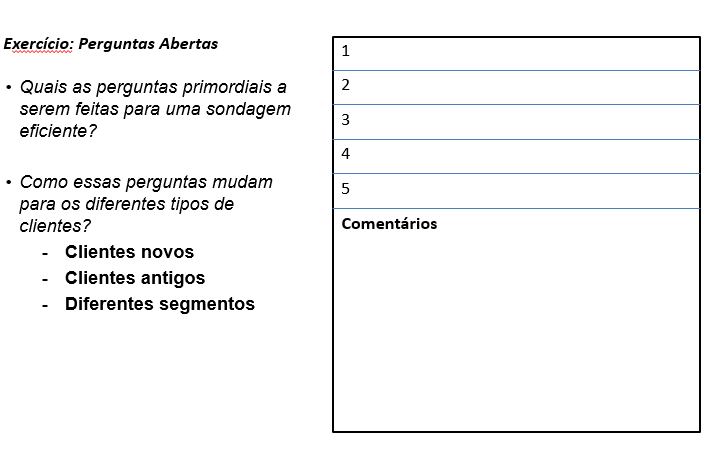 Exercício: Perguntas Abertas
• Quais as perguntas primordiais a
serem feitas para uma sondagem
eficiente?
• Como essas perguntas mudam
para os diferentes tipos de
clientes?
- Clientes novos
- Clientes antigos
- Diferentes segmentos
1
2
3
4
5
Comentários